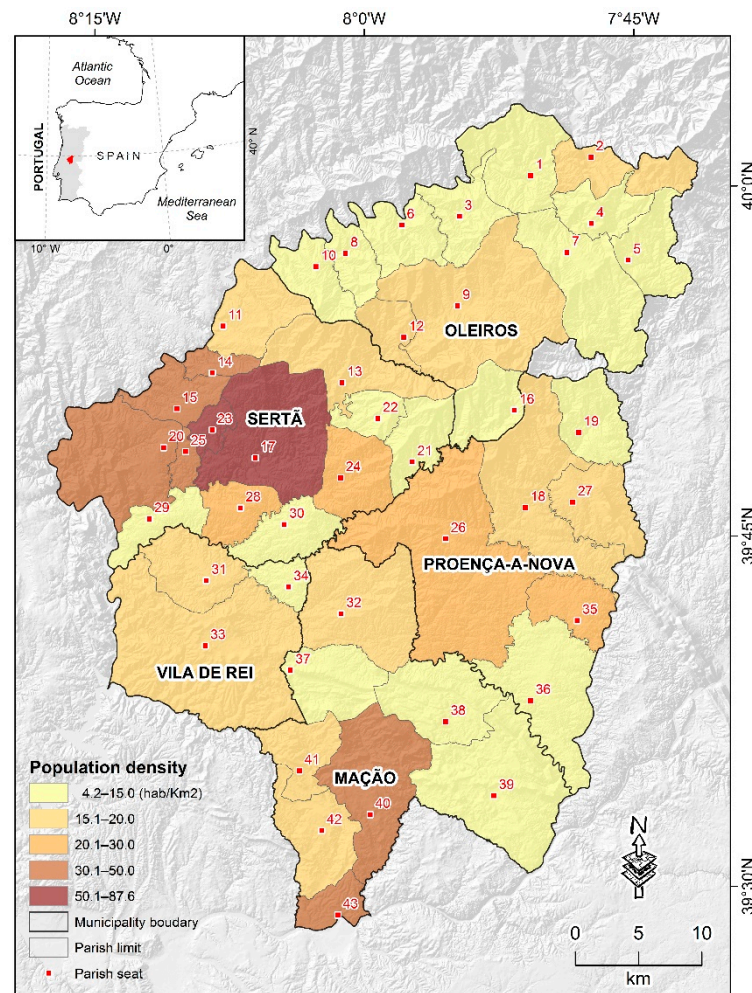 8°15'W
8°0'W
7°45'W
Atlantic
Ocean
PORTUGAL
SPAIN
40° N
Mediterranean
Sea
10° W
0°
40°0'N
39°45'N
39°30'N
1
2
3
4
5
6
7
8
9
10
OLEIROS
11
12
13
14
15
16
SERTÃ
17
18
19
20
21
22
23
24
25
26
27
28
29
30
PROENÇA-A-NOVA
31
32
33
34
35
VILA DE REI
36
37
38
39
MAÇÃO
40
41
42
43
Population density
4.2–15.0 (hab/Km2)
15.1–20.0
20.1–30.0
30.1–50.0
50.1–87.6
Municipality boudary
Parish limit
Parish seat
N
0 5 10
km